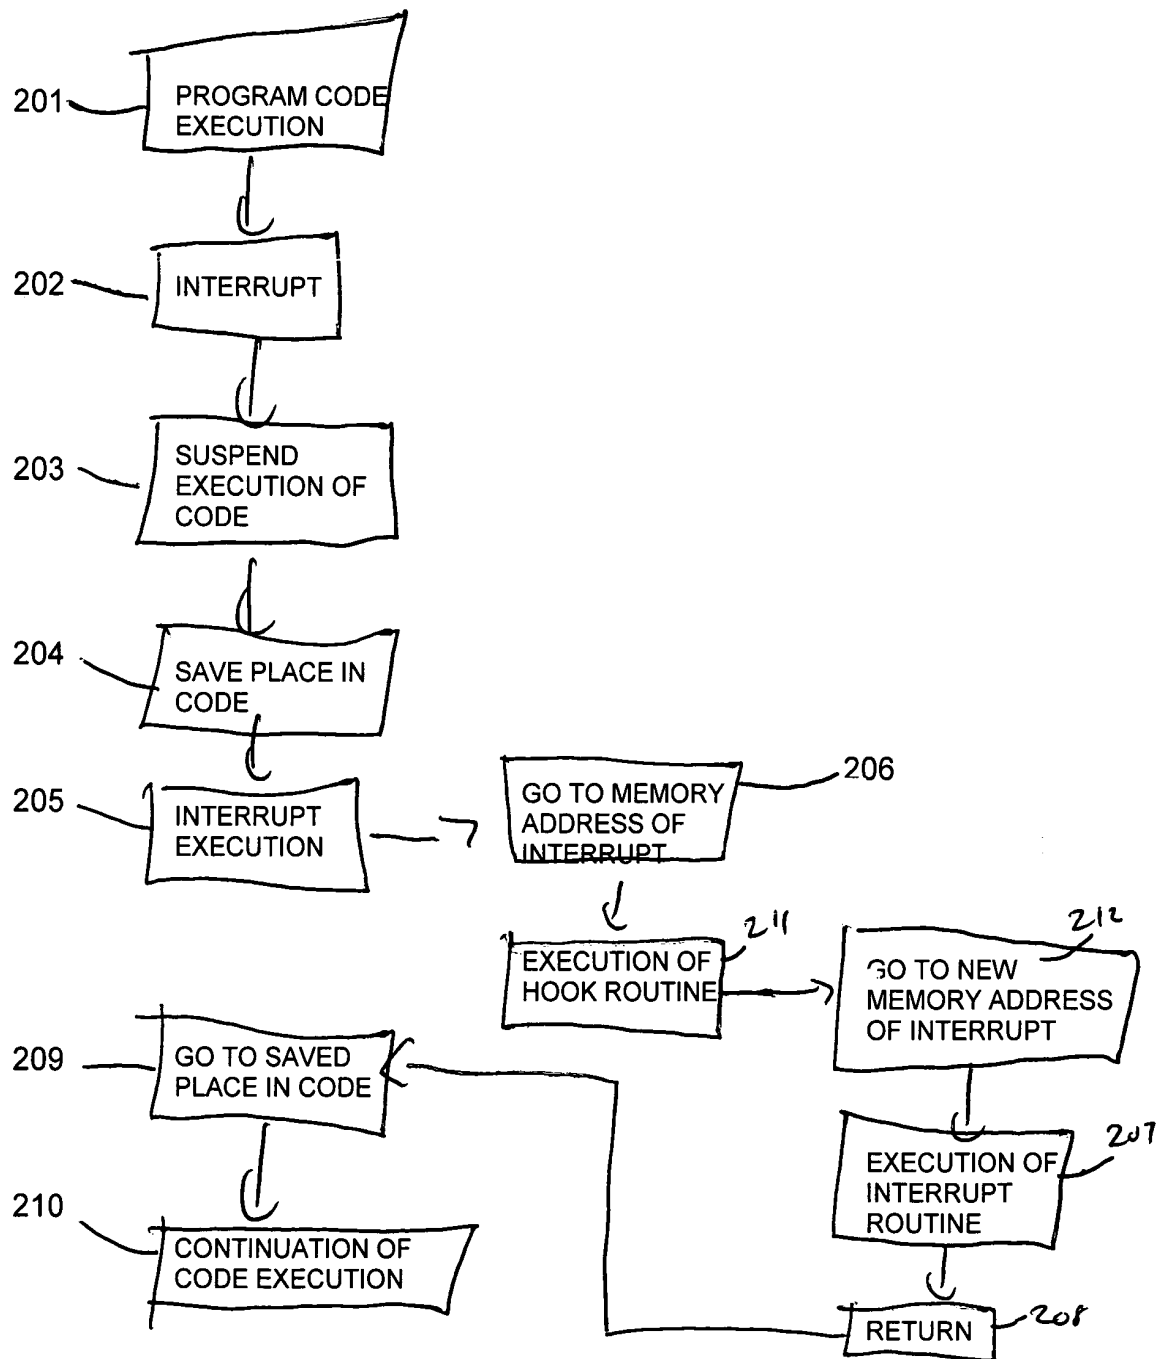 201
PROGRAM CODE
EXECUTION
202
INTERRUPT
203
SUSPEND
EXECUTION OF
CODE
204
SAVE PLACE IN
CODE
205
INTERRUPT
EXECUTION
206
GO TO MEMORY
ADDRESS OF
INTERRUPT
211
EXECUTION OF
HOOK ROUTINE
212
GO TO NEW
MEMORY ADDRESS
OF INTERRUPT
207
EXECUTION OF
INTERRUPT
ROUTINE
208
RETURN
209
GO TO SAVED
PLACE IN CODE
210
CONTINUATION OF
CODE EXECUTION